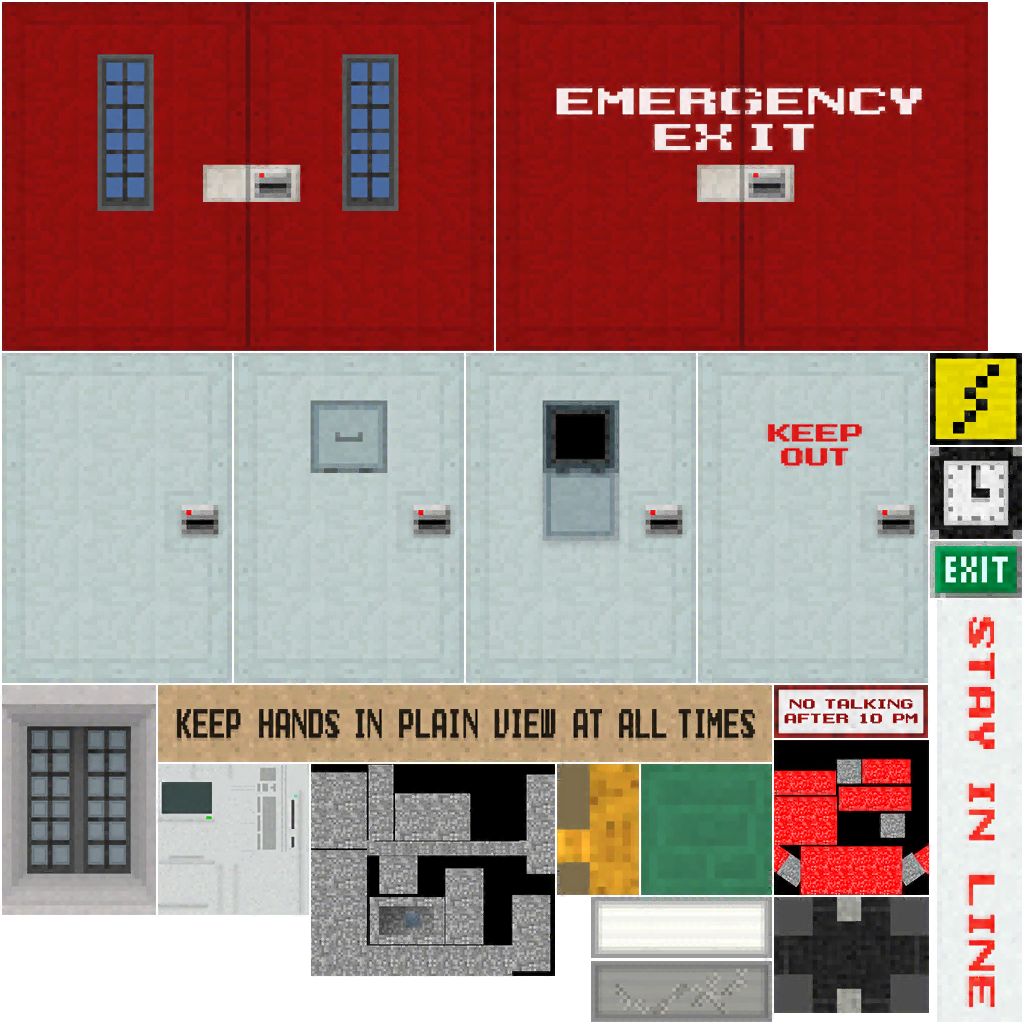 EMERGENCY
EXIT
KEEP
OUT
EXIT
STAY IN LINE
KEEP HANDS IN PLAIN VIEW AT ALL TIMES
NO TALKING
AFTER 10 PM